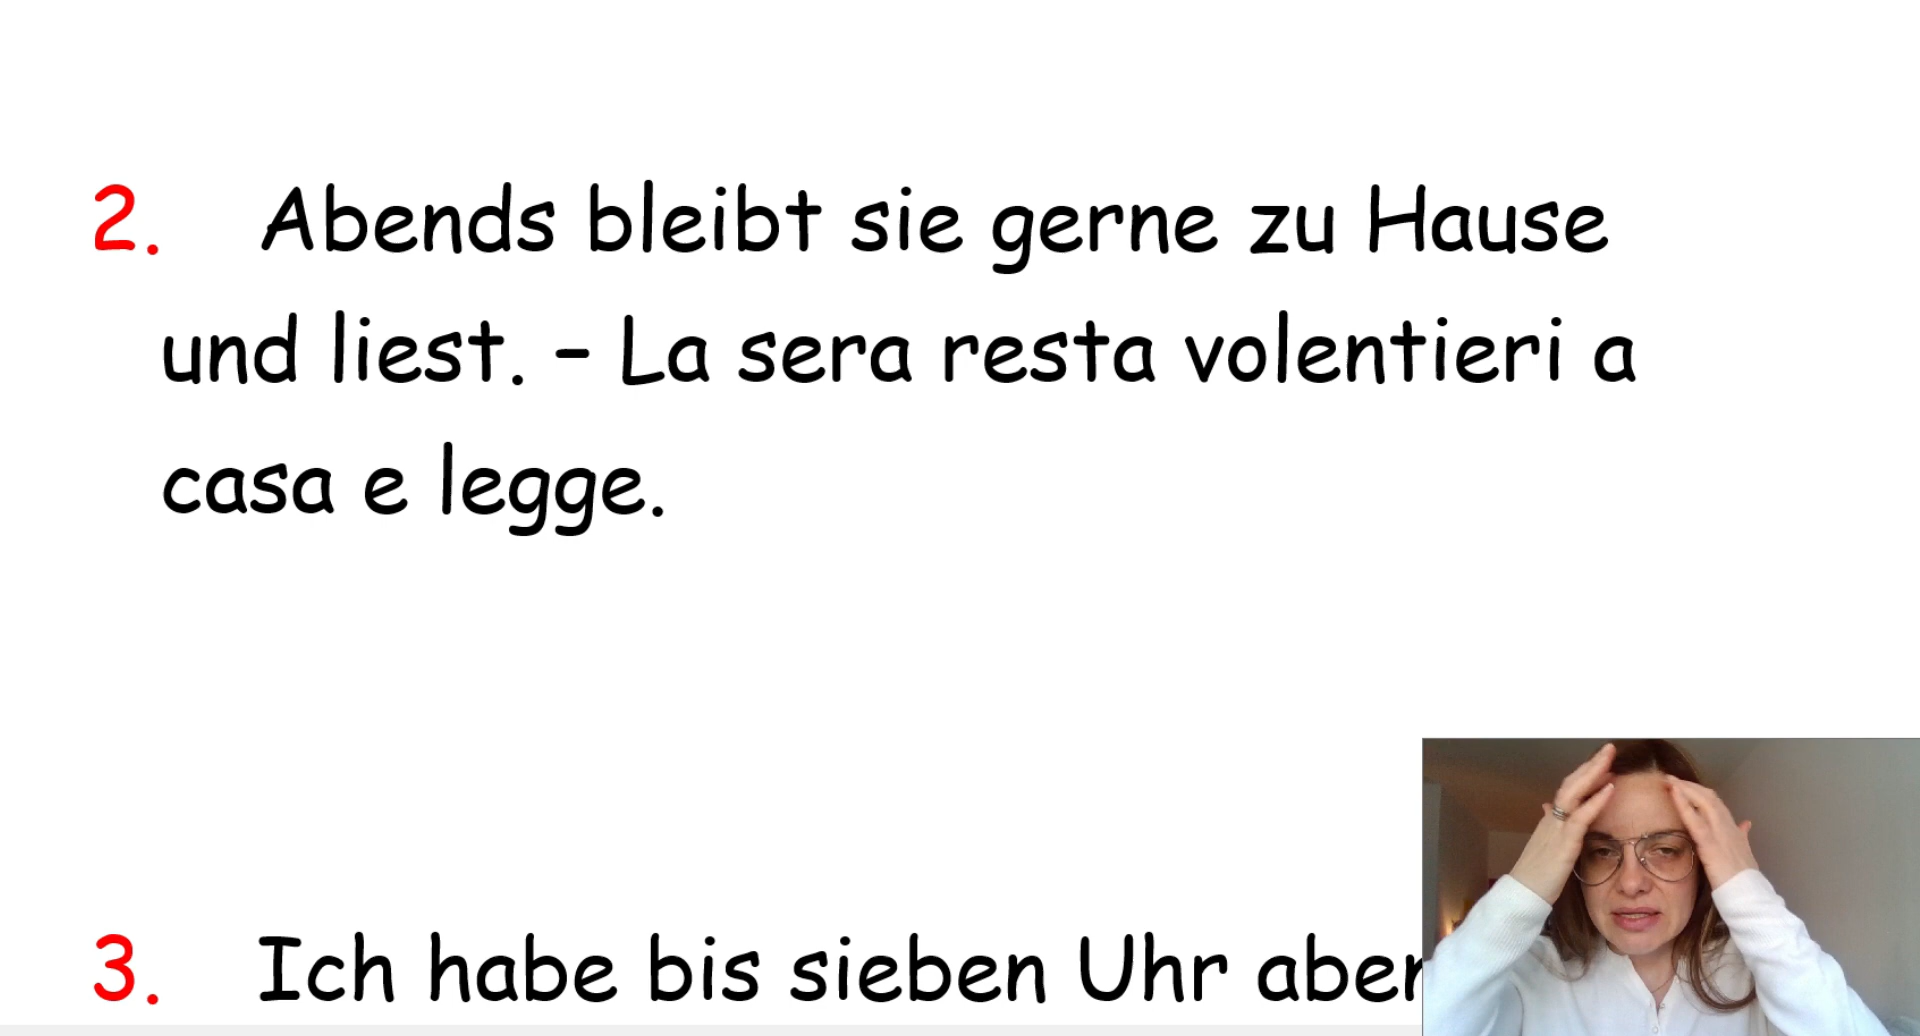 2. Abends bleibt sie gerne zu Hause
und liest. – La sera resta volentieri a
casa e legge.
3. Ich habe bis sieben Uhr